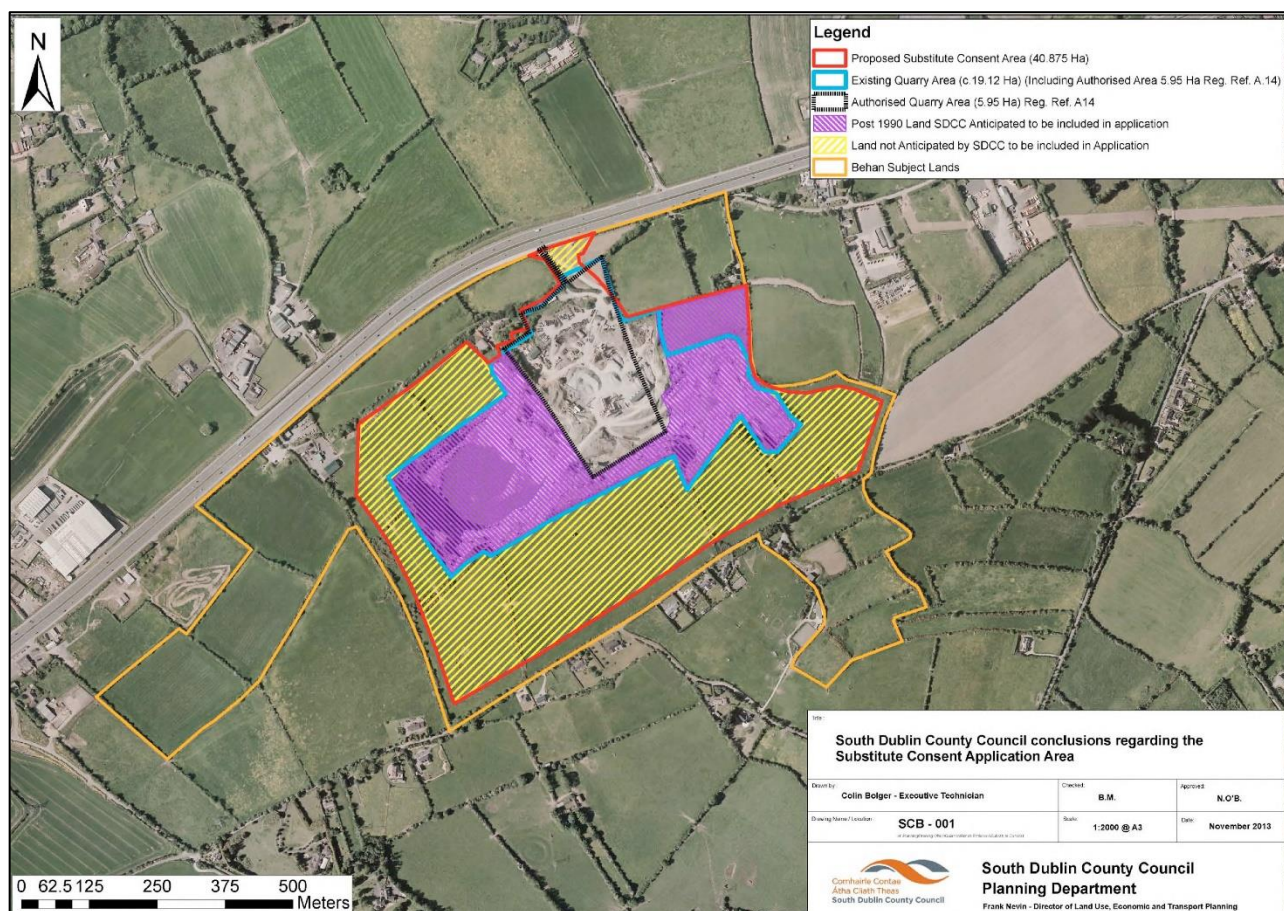 N
Legend
Proposed Substitute Consent Area (40.875 Ha)
Existing Quarry Area (c.19.12 Ha) (Including Authorised Area 5.95 Ha Reg. Ref. A.14)
Authorised Quarry Area (5.95 Ha) Reg. Ref. A14
Post 1990 Land SDCC Anticipated to be included in application
Land not Anticipated by SDCC to be included in Application
Behan Subject Lands
Title:
South Dublin County Council conclusions regarding the
Substitute Consent Application Area
Drawn by:
Colin Bolger - Executive Technician
Checked:
B.M.
Approved:
N.O'B.
Drawing Name / Location:
SCB - 001
Scale:
1:2000 @ A3
Date:
November 2013
Comhairle Contae
Átha Cliath Theas
South Dublin County Council
South Dublin County Council
Planning Department
Frank Nevin - Director of Land Use, Economic and Transport Planning
0 62.5 125 250 375 500
Meters